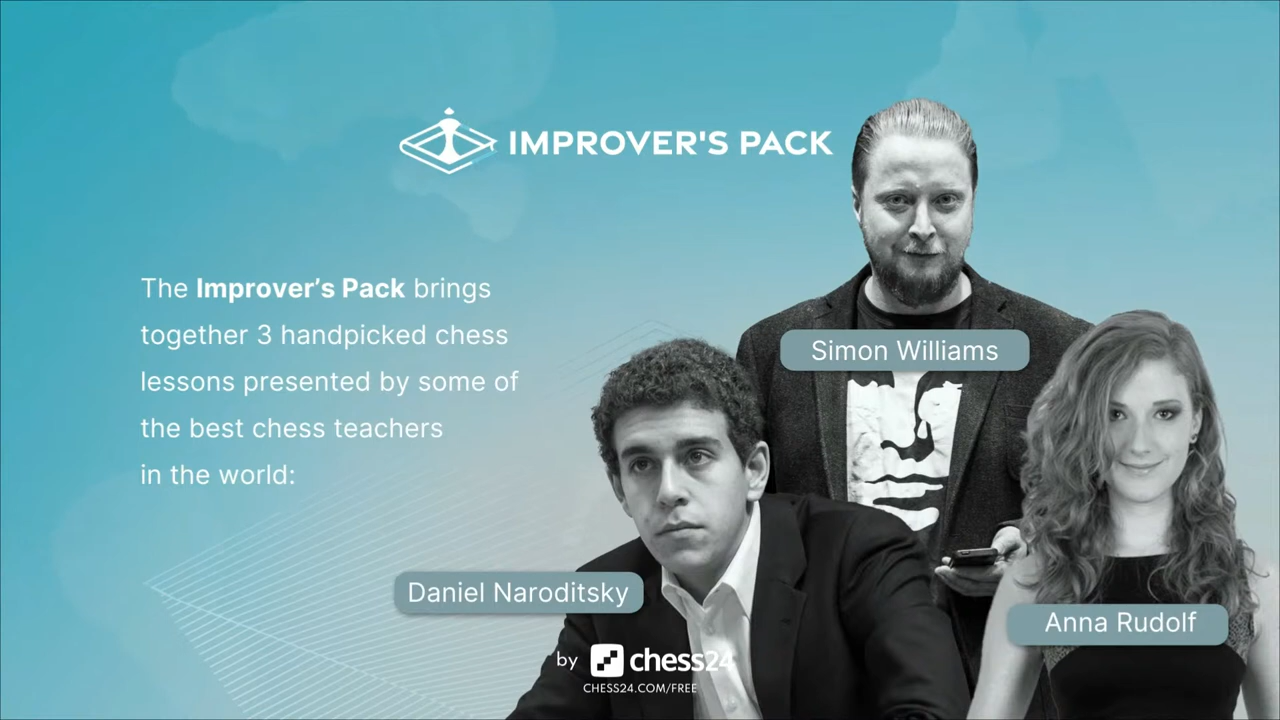 IMPROVER'S PACK
The Improver’s Pack brings
together 3 handpicked chess
lessons presented by some of
the best chess teachers
in the world:
Simon Williams
Daniel Naroditsky
Anna Rudolf
by chess24
CHESS24.COM/FREE